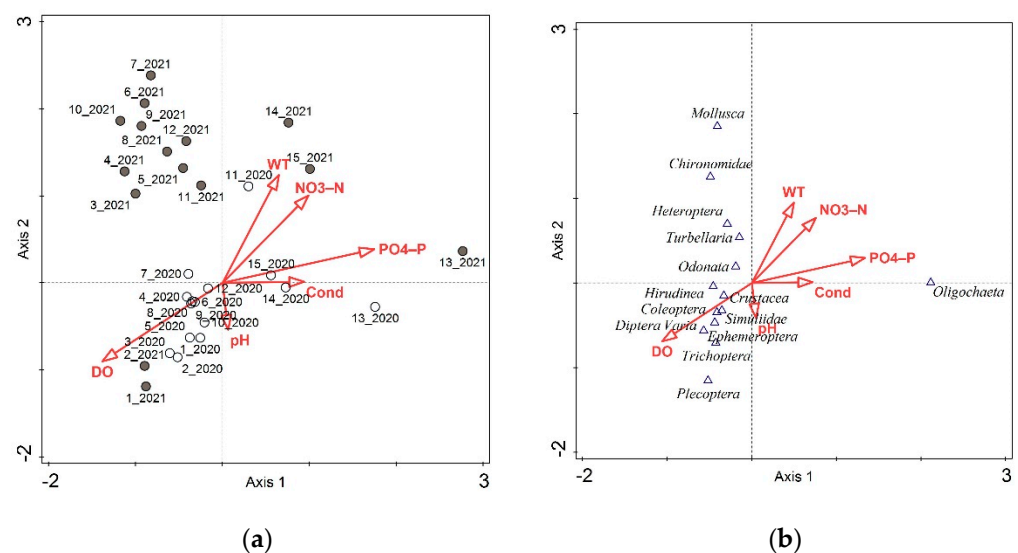 3
7_2021
6_2021
10_2021
9_2021
14_2021
12_2021
8_2021
15_2021
4_2021
11_2020
WT
5_2021
NO3–N
11_2021
3_2021
Axis 2
PO4–P
13_2021
15_2020
7_2020
Cond
12_2020
14_2020
4_2020
6_2020
8_2020
9_2020
13_2020
5_2020
10_2020
pH
3_2020
1_2020
2_2021
2_2020
DO
1_2021
-2
-2
Axis 1
3
(a)
3
Mollusca
Chironomidae
WT
Heteroptera
NO3–N
Turbellaria
Axis 2
PO4–P
Odonata
Cond
Oligochaeta
Hirudinea
Crustacea
Coleoptera
Simuliidae
pH
Diptera Varia
Ephemeroptera
DO
Trichoptera
Plecoptera
-2
-2
Axis 1
3
(b)